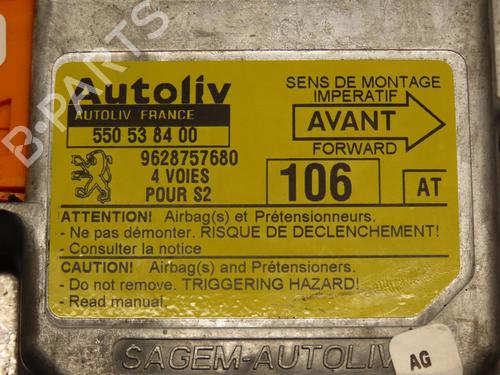 B-PARTS
Autoliv
AUTOLIV FRANCE
550 53 84 00
9628757680
4 VOIES
POUR S2
SENS DE MONTAGE
IMPERATIF
AVANT
FORWARD
106
AT
ATTENTION! Airbag(s) et Prétensionneurs.
- Ne pas démonter. RISQUE DE DECLENCHEMENT!
- Consulter la notice
CAUTION! Airbag(s) and Prétensioners.
- Do not remove. TRIGGERING HAZARD!
- Read manual.
SAGEM-AUTOLIV
AG